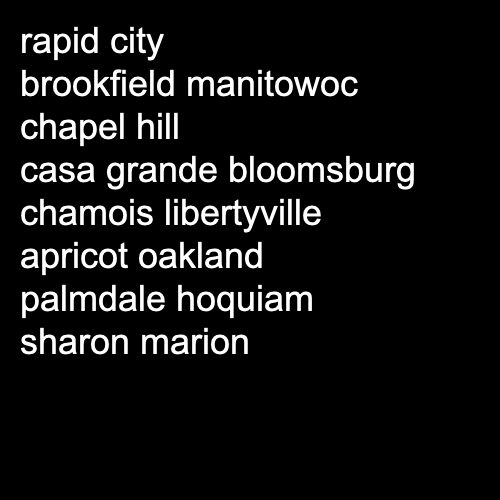 rapid city
brookfield manitowoc
chapel hill
casa grande bloomsburg
chamois libertyville
apricot oakland
palmdale hoquiam
sharon marion